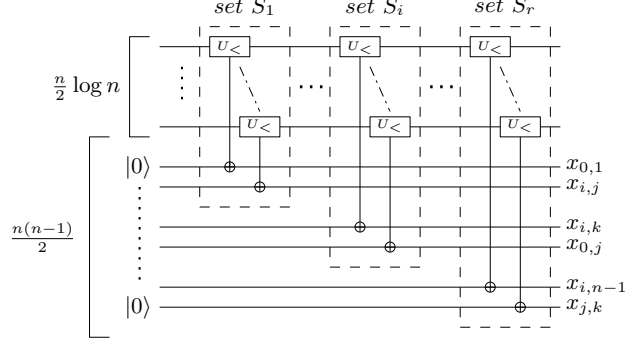 set S₁ set Sᵢ set Sᵣ
U< U< U<
n/2 log n
U< U< U<
|0⟩ x₀,₁
xᵢ,ⱼ
xᵢ,ₖ
n(n−1)/2
x₀,ⱼ
xᵢ,ₙ₋₁
|0⟩ xⱼ,ₖ